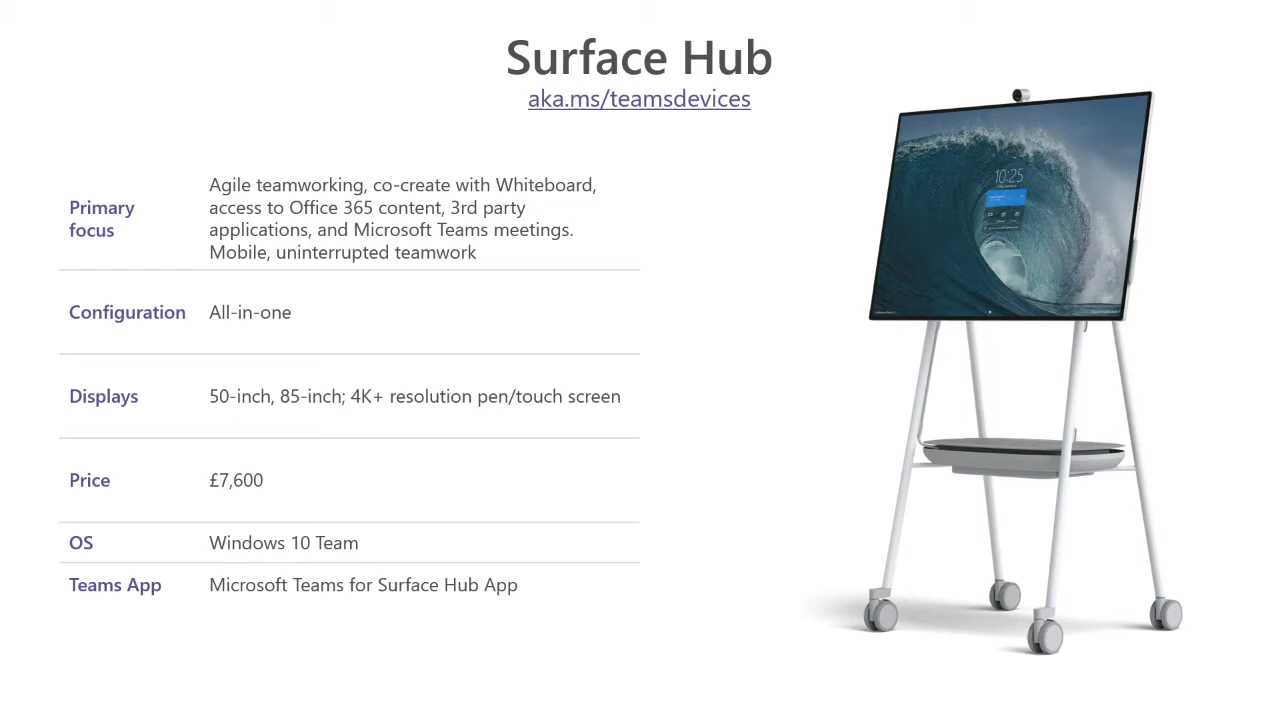 Surface Hub
aka.ms/teamsdevices
Primary
focus
Agile teamworking, co-create with Whiteboard,
access to Office 365 content, 3rd party
applications, and Microsoft Teams meetings.
Mobile, uninterrupted teamwork
Configuration
All-in-one
Displays
50-inch, 85-inch; 4K+ resolution pen/touch screen
Price
£7,600
OS
Windows 10 Team
Teams App
Microsoft Teams for Surface Hub App
10:25